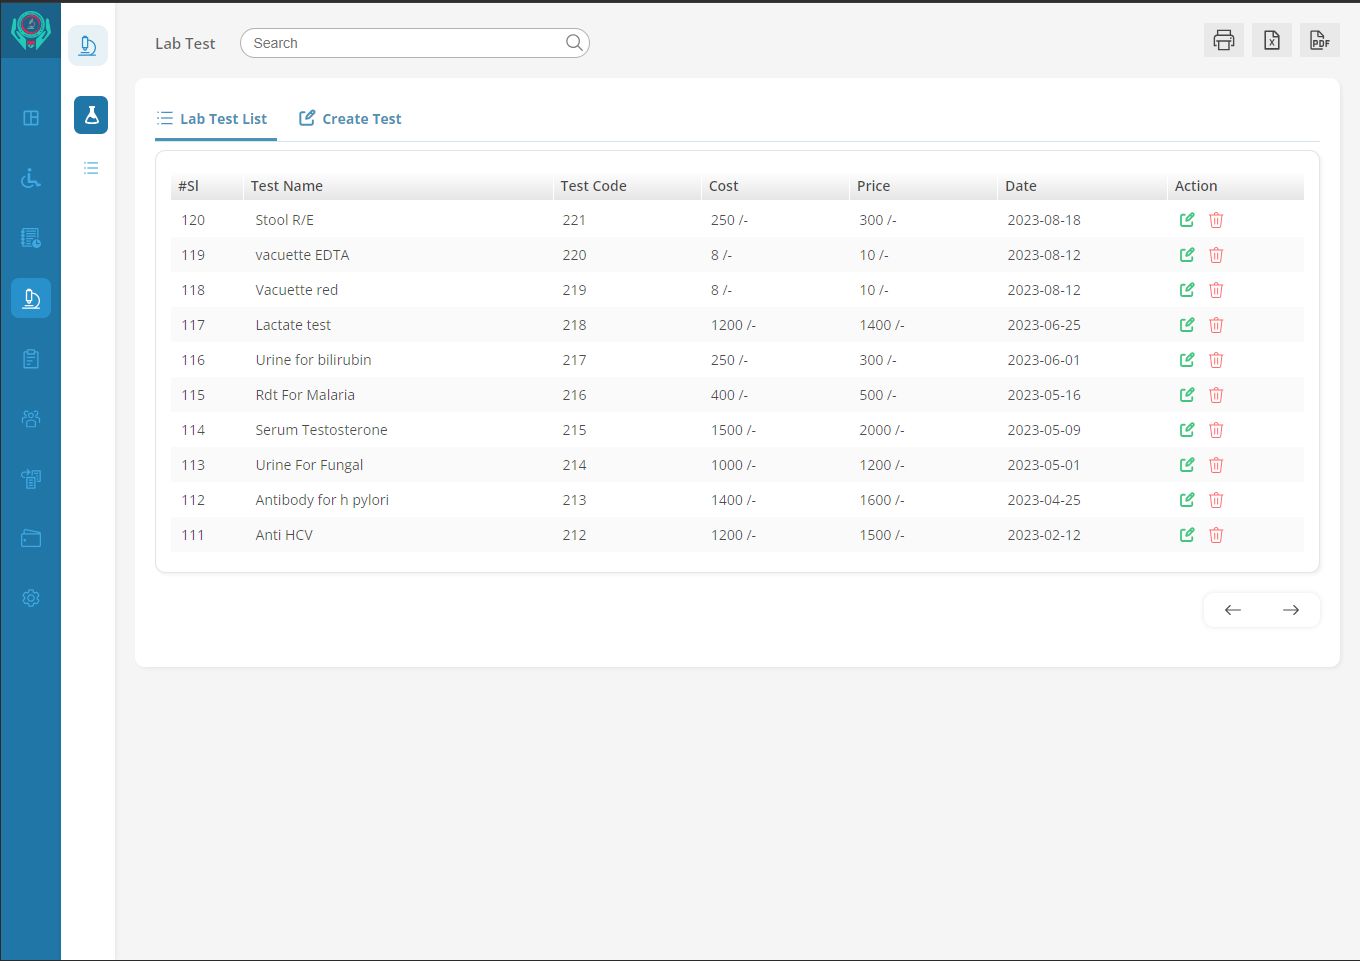 Lab Test
Search
X
PDF
Lab Test List
Create Test
#Sl Test Name Test Code Cost Price Date Action
120 Stool R/E 221 250 /- 300 /- 2023-08-18
119 vacuette EDTA 220 8 /- 10 /- 2023-08-12
118 Vacuette red 219 8 /- 10 /- 2023-08-12
117 Lactate test 218 1200 /- 1400 /- 2023-06-25
116 Urine for bilirubin 217 250 /- 300 /- 2023-06-01
115 Rdt For Malaria 216 400 /- 500 /- 2023-05-16
114 Serum Testosterone 215 1500 /- 2000 /- 2023-05-09
113 Urine For Fungal 214 1000 /- 1200 /- 2023-05-01
112 Antibody for h pylori 213 1400 /- 1600 /- 2023-04-25
111 Anti HCV 212 1200 /- 1500 /- 2023-02-12